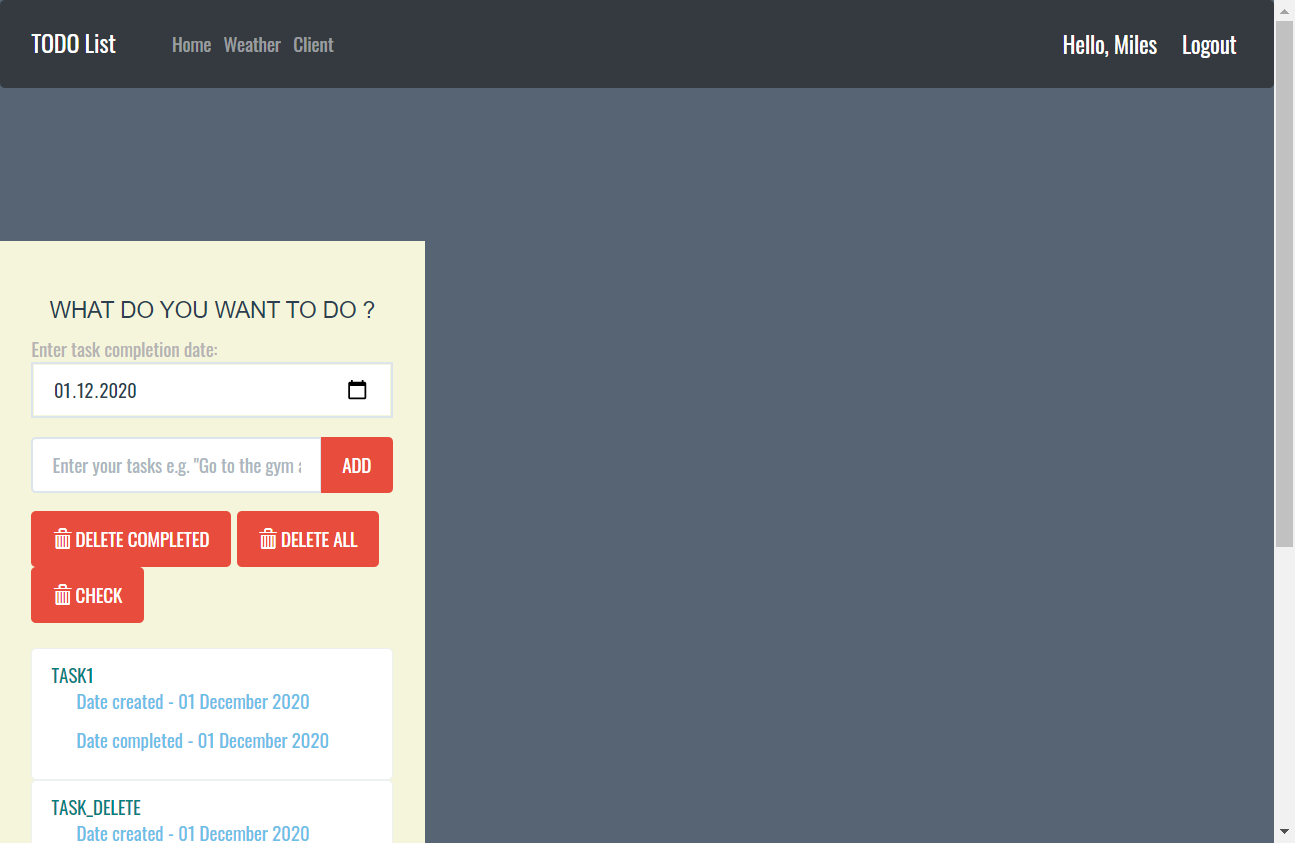 TODO List Home Weather Client Hello, Miles Logout
WHAT DO YOU WANT TO DO ?
Enter task completion date:
01.12.2020
Enter your tasks e.g. "Go to the gym a
ADD
DELETE COMPLETED DELETE ALL
CHECK
TASK1
Date created - 01 December 2020
Date completed - 01 December 2020
TASK_DELETE
Date created - 01 December 2020